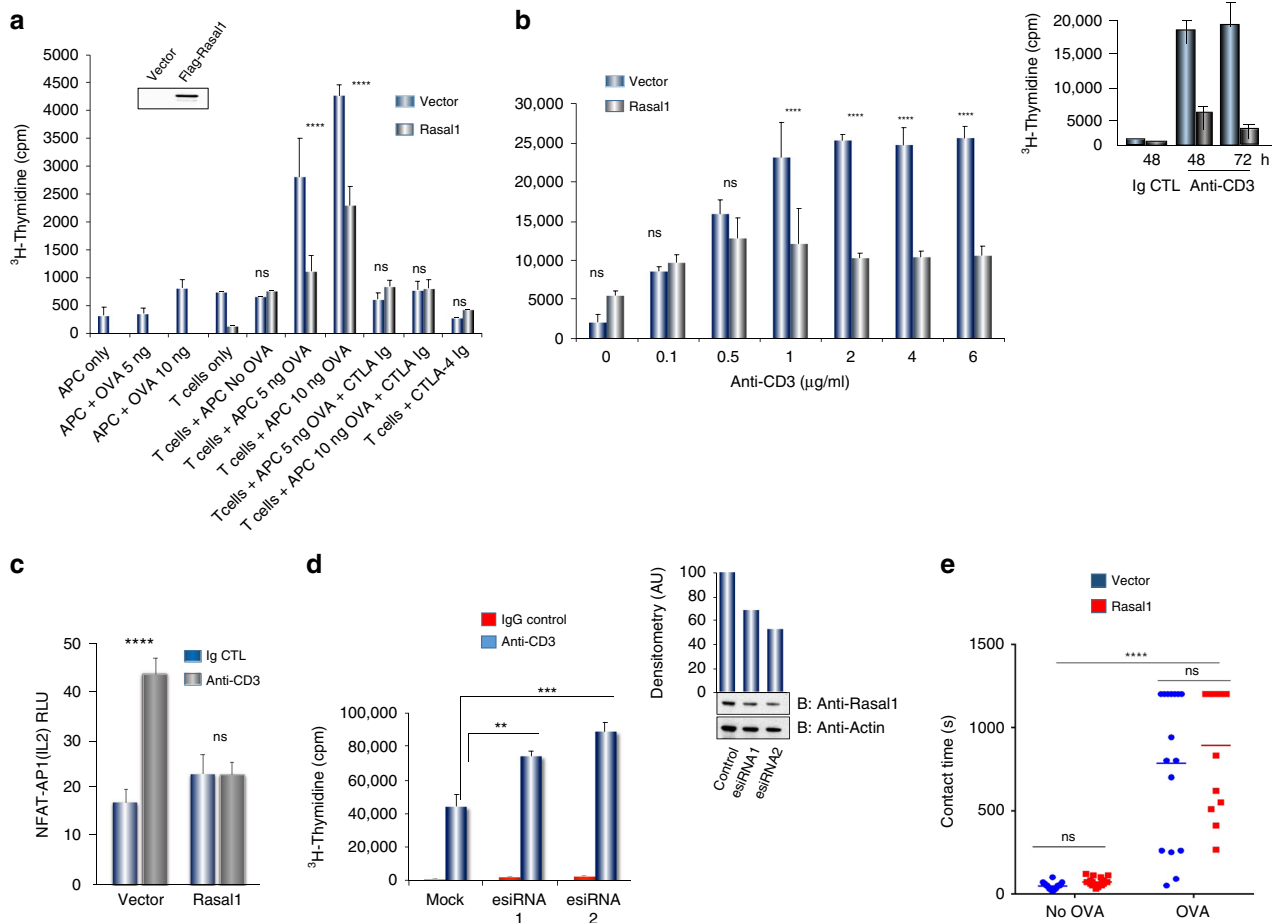 a
Vector
Flag-Rasal1
5000
4500
4000
3500
3000
2500
2000
1500
1000
500
0
³H-Thymidine (cpm)
Vector
Rasal1
****
****
ns
ns
ns
ns
APC only
APC + OVA 5 ng
APC + OVA 10 ng
T cells only
T cells + APC No OVA
T cells + APC 5 ng OVA
T cells + APC 10 ng OVA
Tcells + APC 5 ng OVA + CTLA Ig
T cells + APC 10 ng OVA + CTLA Ig
T cells + CTLA-4 Ig
b
Vector
Rasal1
30,000
25,000
20,000
15,000
10,000
5000
0
ns
ns
ns
****
****
****
****
0 0.1 0.5 1 2 4 6
Anti-CD3 (μg/ml)
20,000
15,000
10,000
5000
0
³H-Thymidine (cpm)
48 48 72 h
Ig CTL Anti-CD3
c
50
40
30
20
10
0
NFAT-AP1(IL2) RLU
****
ns
Ig CTL
Anti-CD3
Vector Rasal1
d
IgG control
Anti-CD3
100,000
80,000
60,000
40,000
20,000
0
³H-Thymidine (cpm)
***
**
Mock esiRNA 1 esiRNA 2
100
80
60
40
20
0
Densitometry (AU)
B: Anti-Rasal1
B: Anti-Actin
Control
esiRNA1
esiRNA2
e
Vector
Rasal1
1500
1000
500
0
Contact time (s)
****
ns
ns
No OVA OVA